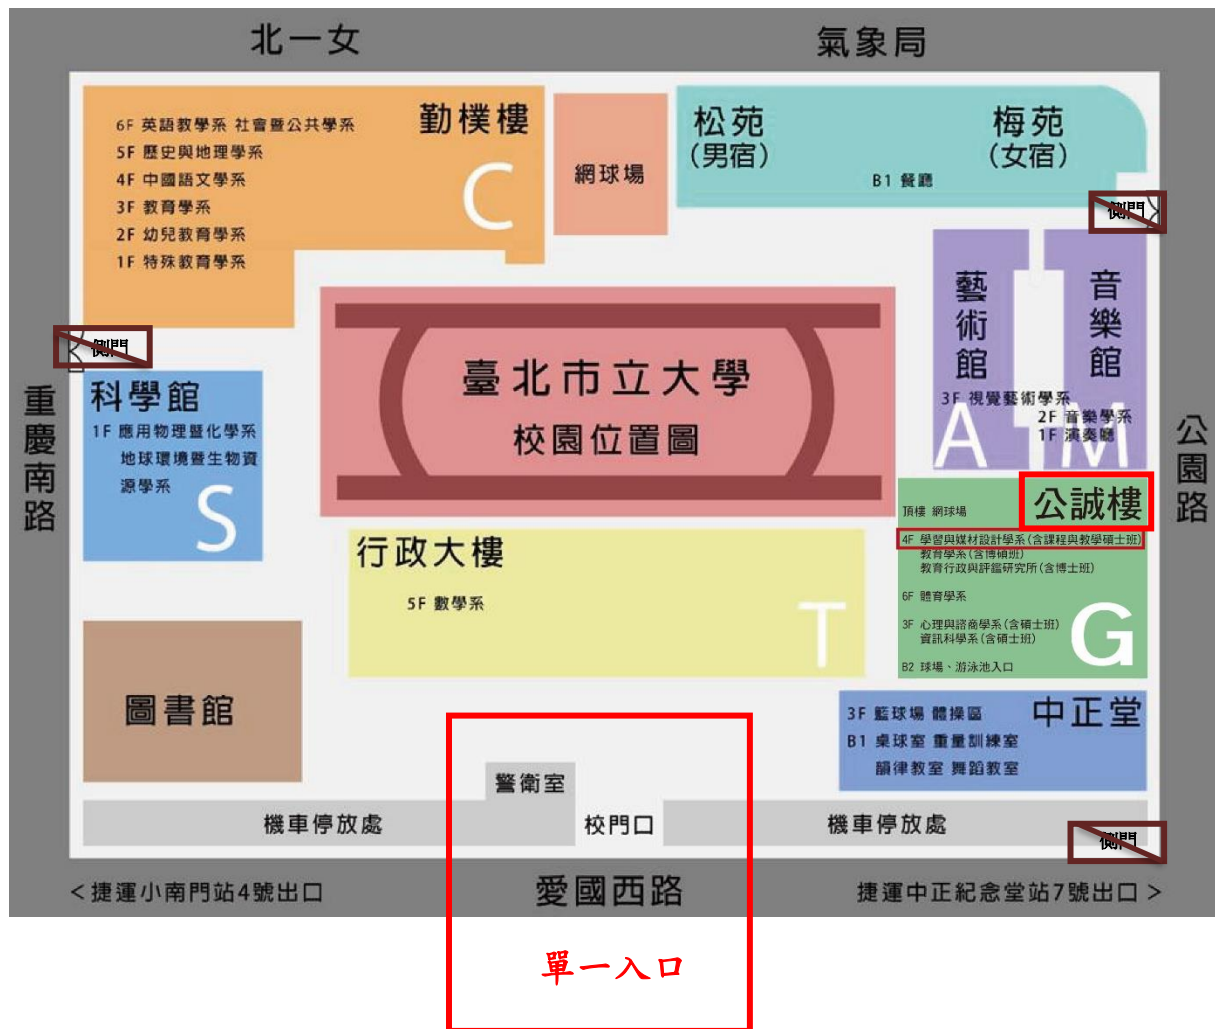 北一女
氣象局
勤樸樓
6F 英語教學系 社會暨公共學系
5F 歷史與地理學系
4F 中國語文學系
3F 教育學系
2F 幼兒教育學系
1F 特殊教育學系
C
網球場
松苑
(男宿)
梅苑
(女宿)
B1 餐廳
側門
藝術館
音樂館
3F 視覺藝術學系
2F 音樂學系
1F 演奏廳
A
M
側門
重慶南路
科學館
1F 應用物理暨化學系
地球環境暨生物資
源學系
S
臺北市立大學
校園位置圖
公園路
公誠樓
頂樓 網球場
4F 學習與媒材設計學系(含課程與教學碩士班)
教育學系(含博碩班)
教育行政與評鑑研究所(含博士班)
6F 體育學系
3F 心理與諮商學系(含碩士班)
資訊科學系(含碩士班)
B2 球場、游泳池入口
G
行政大樓
5F 數學系
T
圖書館
中正堂
3F 籃球場 體操區
B1 桌球室 重量訓練室
韻律教室 舞蹈教室
警衛室
機車停放處
校門口
機車停放處
側門
<捷運小南門站4號出口
愛國西路
捷運中正紀念堂站7號出口>
單一入口